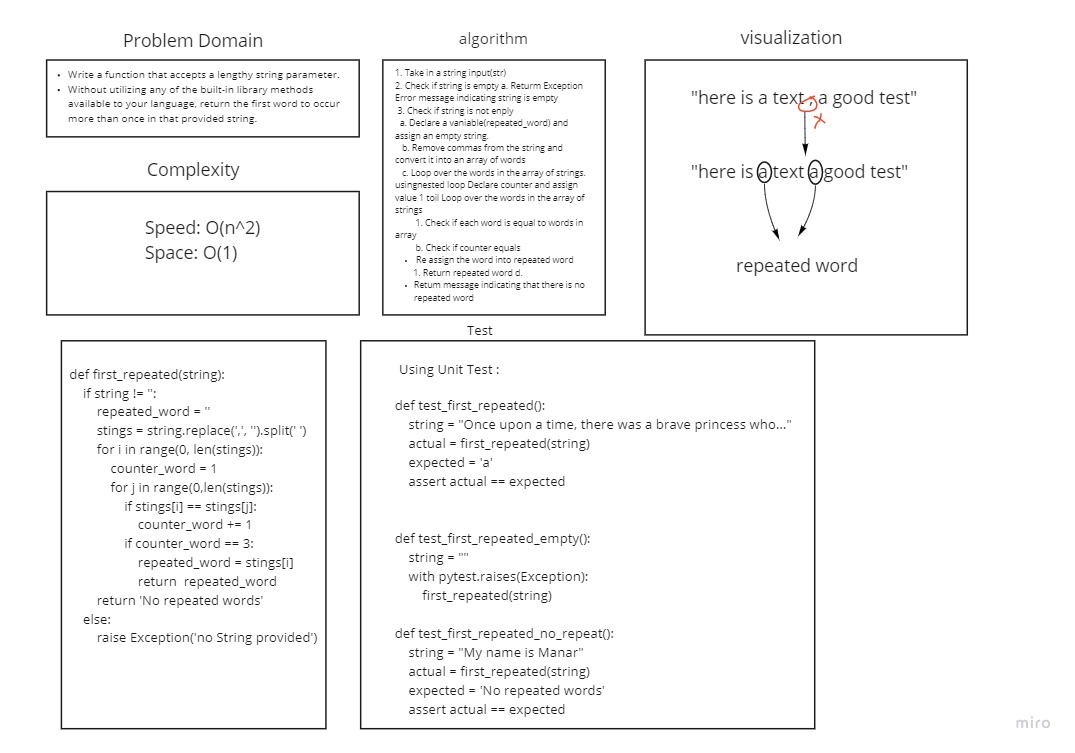 Problem Domain
• Write a function that accepts a lengthy string parameter.
• Without utilizing any of the built-in library methods
available to your language, return the first word to occur
more than once in that provided string.
Complexity
Speed: O(n^2)
Space: O(1)
algorithm
1. Take in a string input(str)
2. Check if string is empty a. Returm Exception
Error message indicating string is empty
3. Check if string is not enply
a. Declare a vaniable(repeated_word) and
assign an empty string.
b. Remove commas from the string and
convert it into an array of words
c. Loop over the words in the array of strings.
usingnested loop Declare counter and assign
value 1 toil Loop over the words in the array of
strings
1. Check if each word is equal to words in
array
b. Check if counter equals
• Re assign the word into repeated word
1. Return repeated word d.
• Retum message indicating that there is no
repeated word
visualization
"here is a text , a good test"
x
"here is a text a good test"
repeated word
def first_repeated(string):
if string != '':
repeated_word = ''
stings = string.replace(',', '').split(' ')
for i in range(0, len(stings)):
counter_word = 1
for j in range(0,len(stings)):
if stings[i] == stings[j]:
counter_word += 1
if counter_word == 3:
repeated_word = stings[i]
return repeated_word
return 'No repeated words'
else:
raise Exception('no String provided')
Test
Using Unit Test :
def test_first_repeated():
string = "Once upon a time, there was a brave princess who..."
actual = first_repeated(string)
expected = 'a'
assert actual == expected
def test_first_repeated_empty():
string = ""
with pytest.raises(Exception):
first_repeated(string)
def test_first_repeated_no_repeat():
string = "My name is Manar"
actual = first_repeated(string)
expected = 'No repeated words'
assert actual == expected
miro